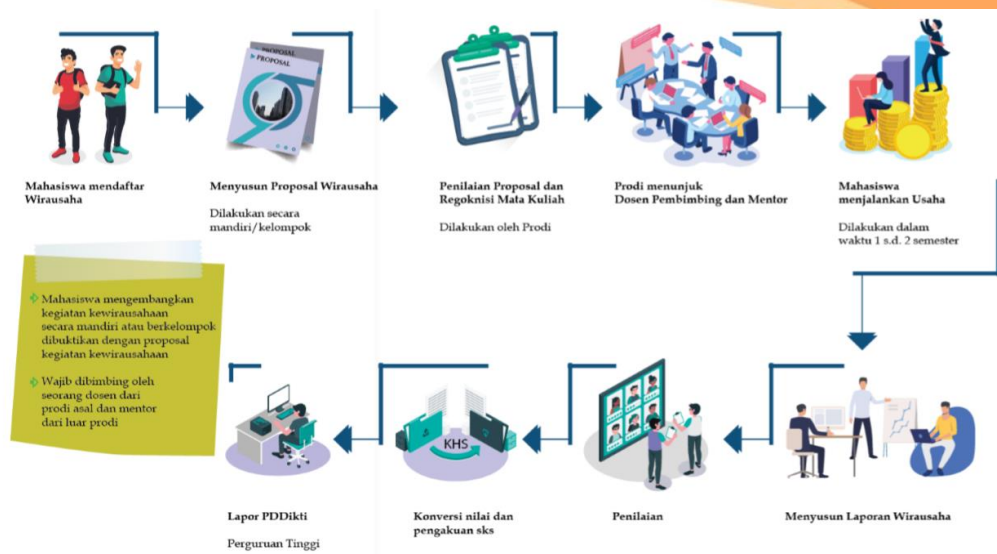 PROPOSAL
PROPOSAL
Mahasiswa mendaftar
Wirausaha
Menyusun Proposal Wirausaha
Dilakukan secara
mandiri/kelompok
Penilaian Proposal dan
Regoknisi Mata Kuliah
Dilakukan oleh Prodi
Prodi menunjuk
Dosen Pembimbing dan Mentor
Mahasiswa
menjalankan Usaha
Dilakukan dalam
waktu 1 s.d. 2 semester
Mahasiswa mengembangkan
kegiatan kewirausahaan
secara mandiri atau berkelompok
dibuktikan dengan proposal
kegiatan kewirausahaan
Wajib dibimbing oleh
seorang dosen dari
prodi asal dan mentor
dari luar prodi
KHS
Lapor PDDikti
Perguruan Tinggi
Konversi nilai dan
pengakuan sks
Penilaian
Menyusun Laporan Wirausaha